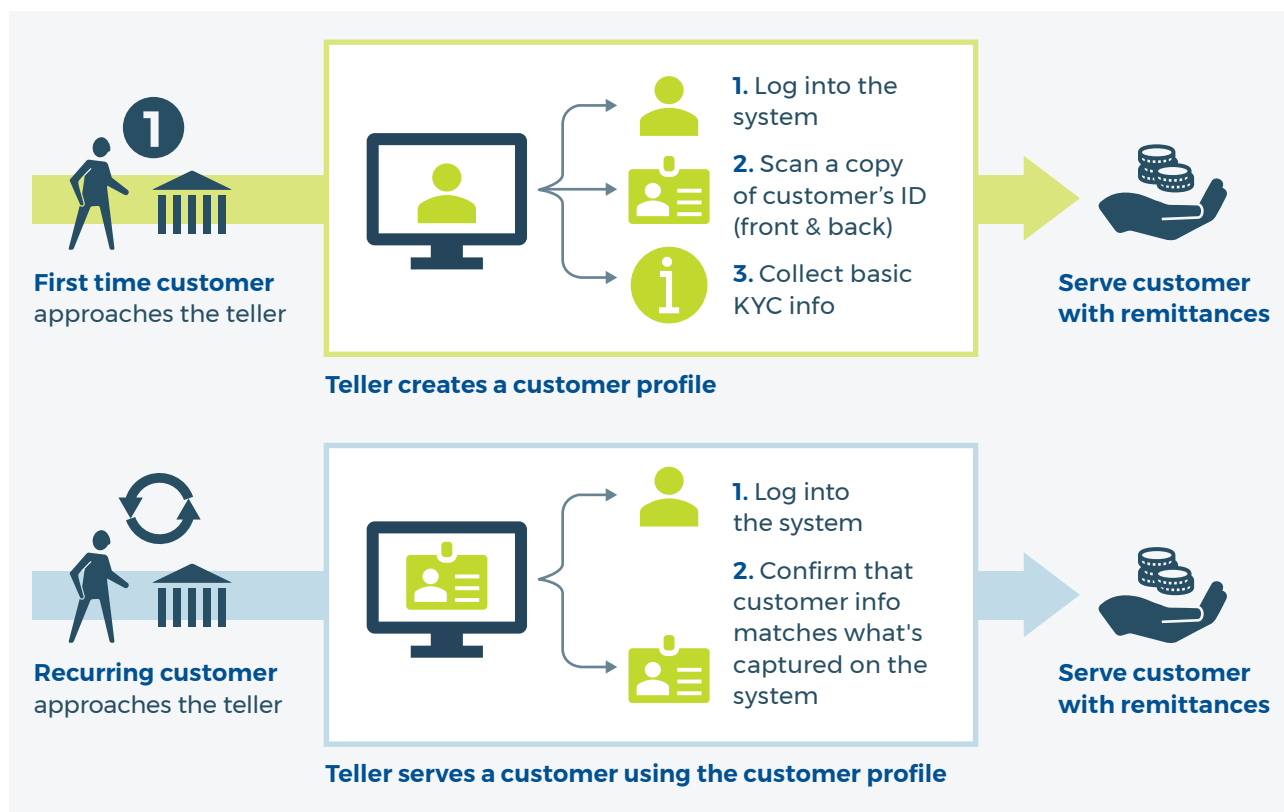 1
First time customer
approaches the teller
1. Log into the
system
2. Scan a copy
of customer's ID
(front & back)
i
3. Collect basic
KYC info
Teller creates a customer profile
Serve customer
with remittances
Recurring customer
approaches the teller
1. Log into
the system
2. Confirm that
customer info
matches what's
captured on the
system
Teller serves a customer using the customer profile
Serve customer
with remittances